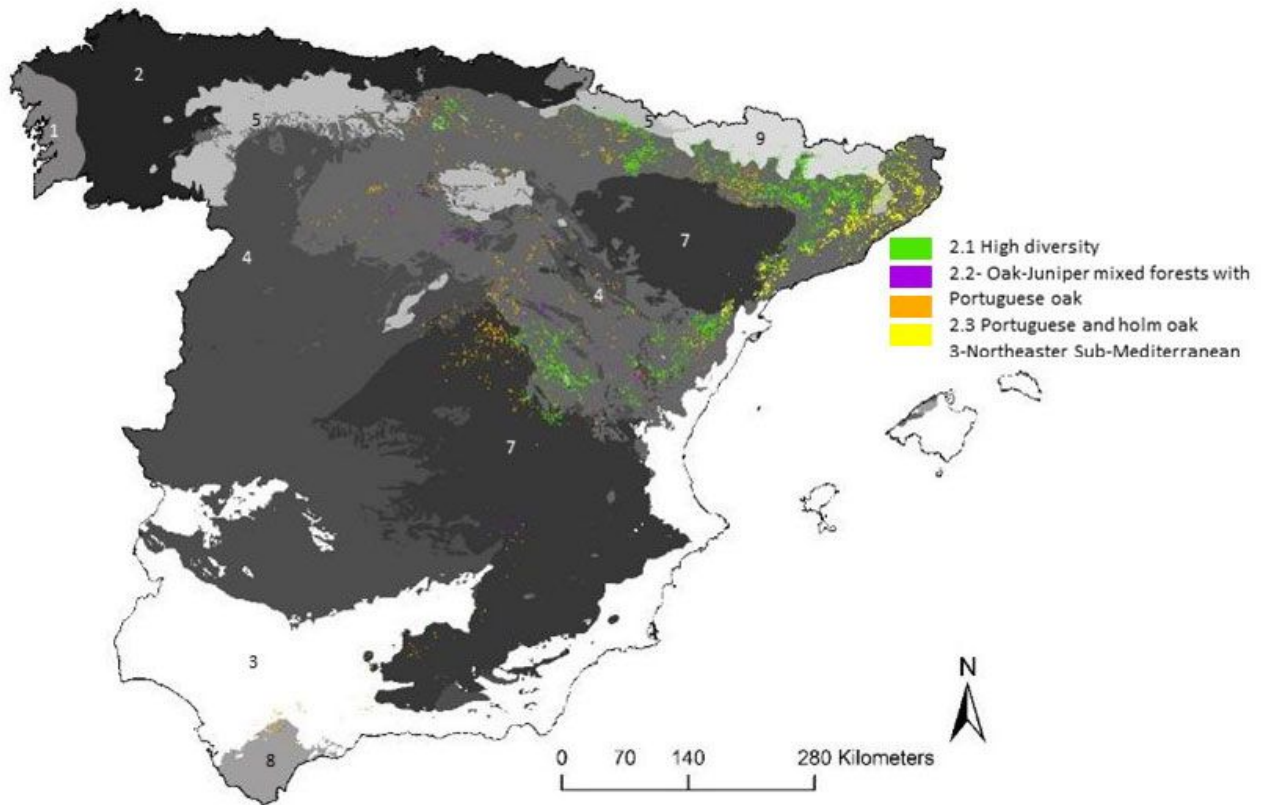 2
1
5
5
9
4
7
4
7
3
8
2.1 High diversity
2.2- Oak-Juniper mixed forests with
Portuguese oak
2.3 Portuguese and holm oak
3-Northeaster Sub-Mediterranean
N
0 70 140 280 Kilometers